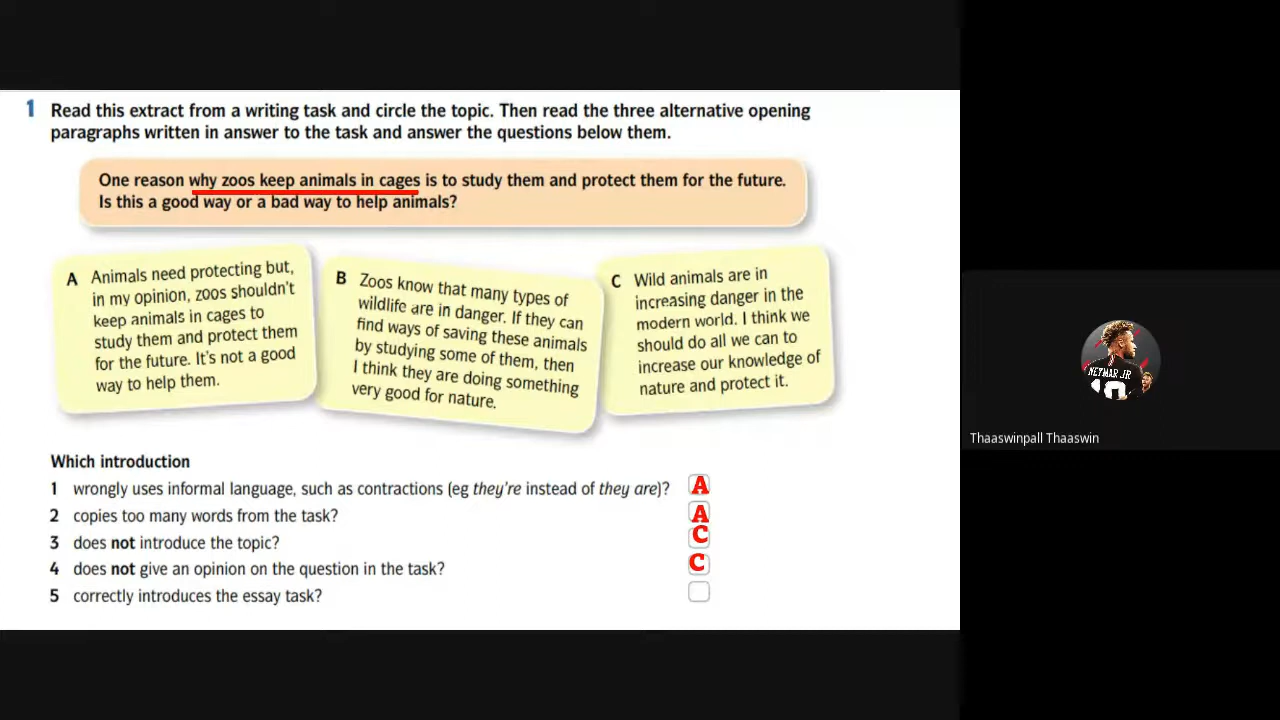 1 Read this extract from a writing task and circle the topic. Then read the three alternative opening
paragraphs written in answer to the task and answer the questions below them.
One reason why zoos keep animals in cages is to study them and protect them for the future.
Is this a good way or a bad way to help animals?
A Animals need protecting but,
in my opinion, zoos shouldn't
keep animals in cages to
study them and protect them
for the future. It's not a good
way to help them.
B Zoos know that many types of
wildlife are in danger. If they can
find ways of saving these animals
by studying some of them, then
I think they are doing something
very good for nature.
C Wild animals are in
increasing danger in the
modern world. I think we
should do all we can to
increase our knowledge of
nature and protect it.
Which introduction
1 wrongly uses informal language, such as contractions (eg they're instead of they are)? A
2 copies too many words from the task? A
3 does not introduce the topic? C
4 does not give an opinion on the question in the task? C
5 correctly introduces the essay task?
NEYMAR JR
10
Thaaswinpall Thaaswin